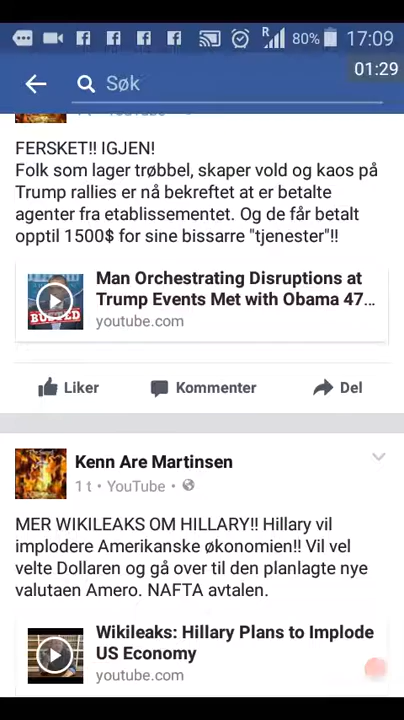 R
80%
17:09
Søk
01:29
FERSKET!! IGJEN!
Folk som lager trøbbel, skaper vold og kaos på
Trump rallies er nå bekreftet at er betalte
agenter fra etablissementet. Og de får betalt
opptil 1500$ for sine bissarre "tjenester"!!
BUSTED
Man Orchestrating Disruptions at
Trump Events Met with Obama 47...
youtube.com
Liker
Kommenter
Del
Kenn Are Martinsen
1 t • YouTube •
MER WIKILEAKS OM HILLARY!! Hillary vil
implodere Amerikanske økonomien!! Vil vel
velte Dollaren og gå over til den planlagte nye
valutaen Amero. NAFTA avtalen.
Wikileaks: Hillary Plans to Implode
US Economy
youtube.com